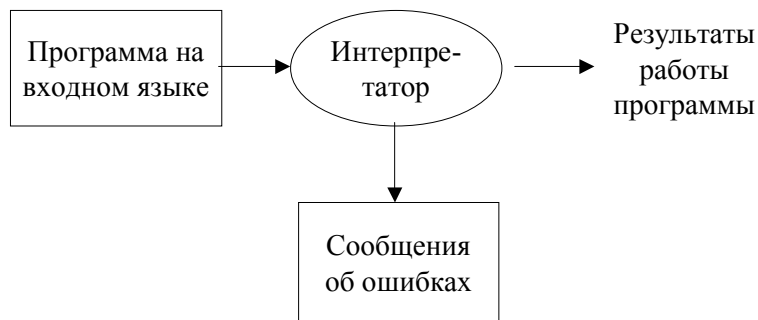 Программа на
входном языке
Интерпре-
татор
Результаты
работы
программы
Сообщения
об ошибках